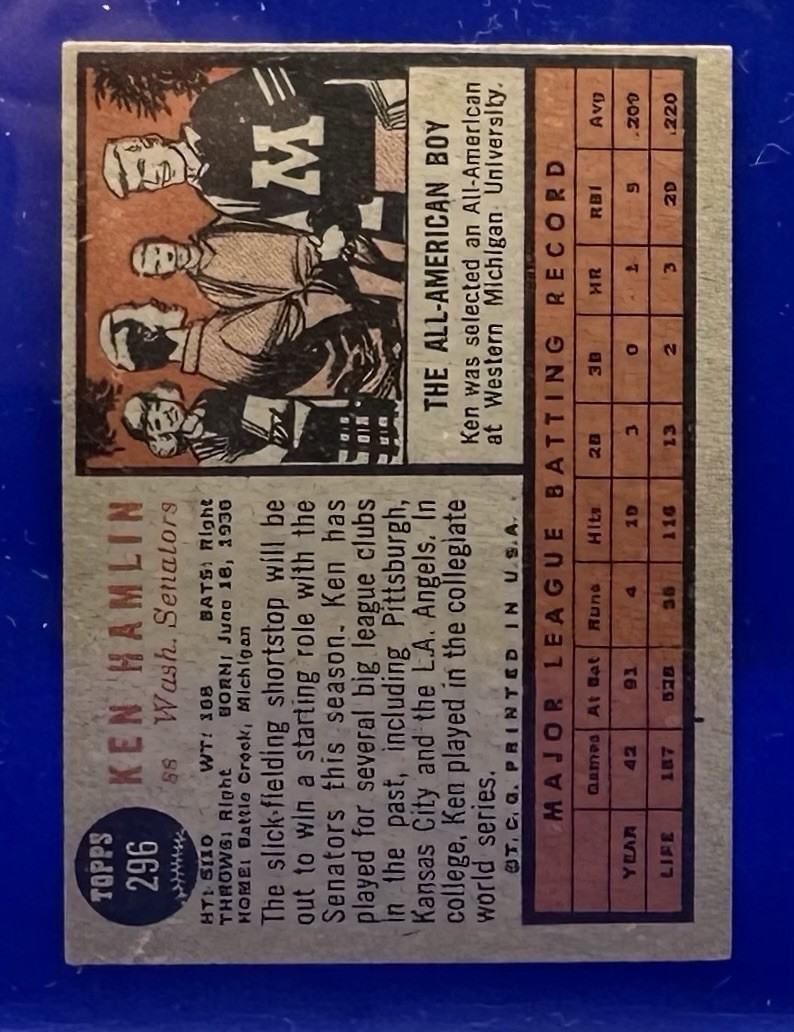 TOPPS
296
KEN HAMLIN
SS Wash. Senators
HT: 5:10 WT: 168 BATS: Right
THROWS: Right BORN: June 18, 1936
HOME: Battle Creek, Michigan
The slick-fielding shortstop will be
out to win a starting role with the
Senators this season. Ken has
played for several big league clubs
in the past, including Pittsburgh,
Kansas City and the L.A. Angels. In
college, Ken played in the collegiate
world series.
©T.C.G. PRINTED IN U.S.A.
M
THE ALL-AMERICAN BOY
Ken was selected an All-American
at Western Michigan University.
MAJOR LEAGUE BATTING RECORD
Games At Bat Runs Hits 2B 3B HR RBI Avg
YEAR 42 91 4 19 3 0 1 5 .209
LIFE 187 528 116 13 2 3 29 .220